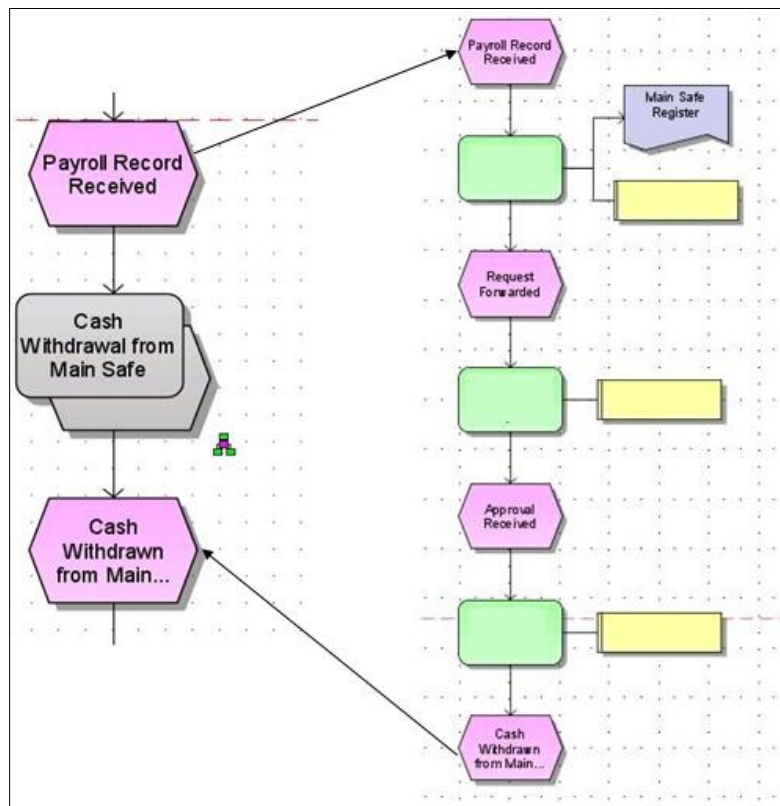 Payroll Record
Received
Cash
Withdrawal from
Main Safe
Cash
Withdrawn
from Main...
Payroll Record
Received
Main Safe
Register
Request
Forwarded
Approval
Received
Cash
Withdrawn
from Main...